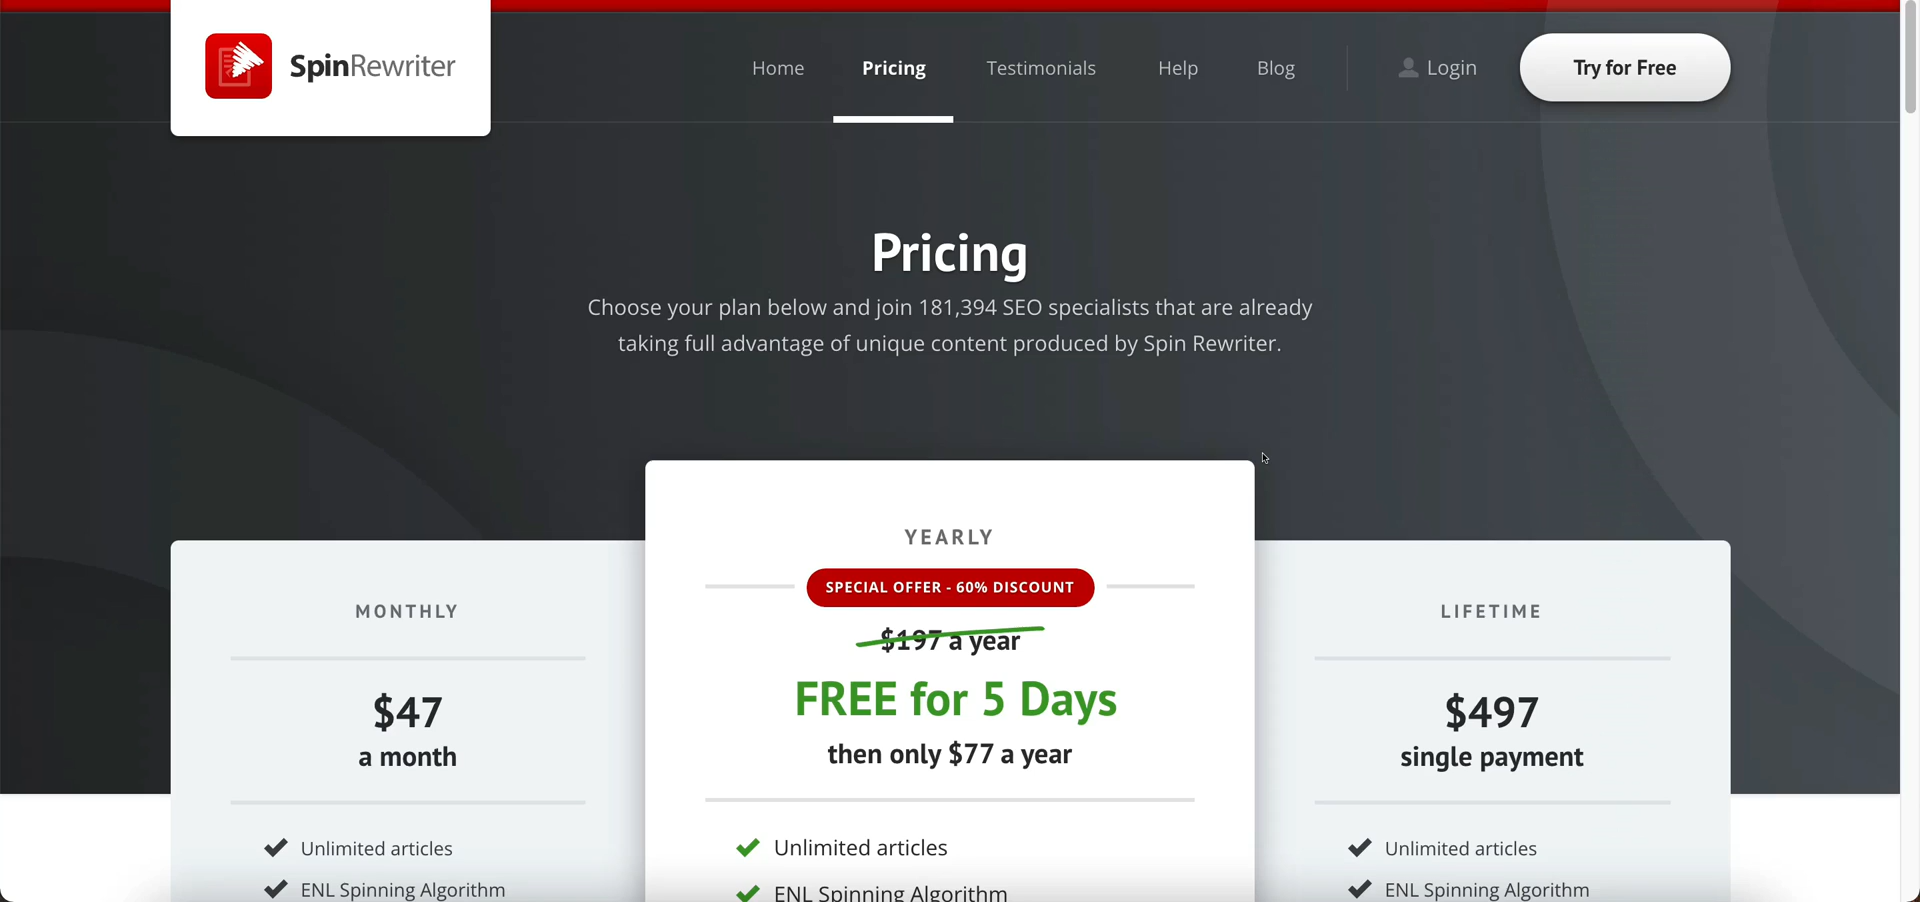 SpinRewriter
Home
Pricing
Testimonials
Help
Blog
Login
Try for Free
Pricing
Choose your plan below and join 181,394 SEO specialists that are already
taking full advantage of unique content produced by Spin Rewriter.
MONTHLY
$47
a month
Unlimited articles
ENL Spinning Algorithm
YEARLY
SPECIAL OFFER - 60% DISCOUNT
$197 a year
FREE for 5 Days
then only $77 a year
Unlimited articles
ENL Spinning Algorithm
LIFETIME
$497
single payment
Unlimited articles
ENL Spinning Algorithm